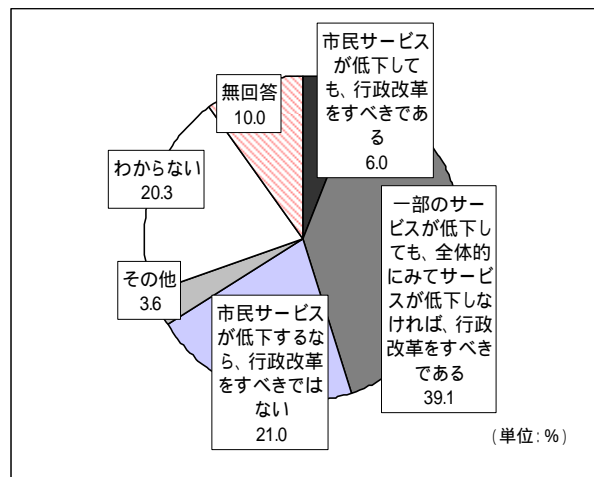 市民サービス
が低下して
も、行政改革
をすべきであ
る
6.0
一部のサー
ビスが低下し
ても、全体的
にみてサービ
スが低下しな
ければ、行政
改革をすべき
である
39.1
市民サービス
が低下するな
ら、行政改革
をすべきでは
ない
21.0
その他
3.6
わからない
20.3
無回答
10.0
(単位:%)